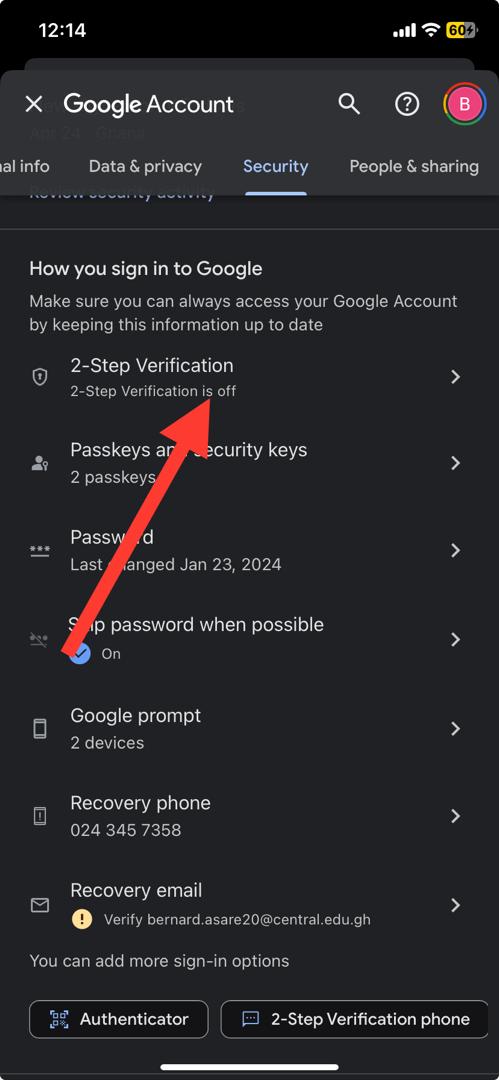 12:14
60
Google Account
B
al info
Data & privacy
Security
People & sharing
Review security activity
How you sign in to Google
Make sure you can always access your Google Account
by keeping this information up to date
2-Step Verification
2-Step Verification is off
Passkeys and security keys
2 passkeys
Password
Last changed Jan 23, 2024
Skip password when possible
On
Google prompt
2 devices
Recovery phone
024 345 7358
Recovery email
Verify bernard.asare20@central.edu.gh
You can add more sign-in options
Authenticator
2-Step Verification phone